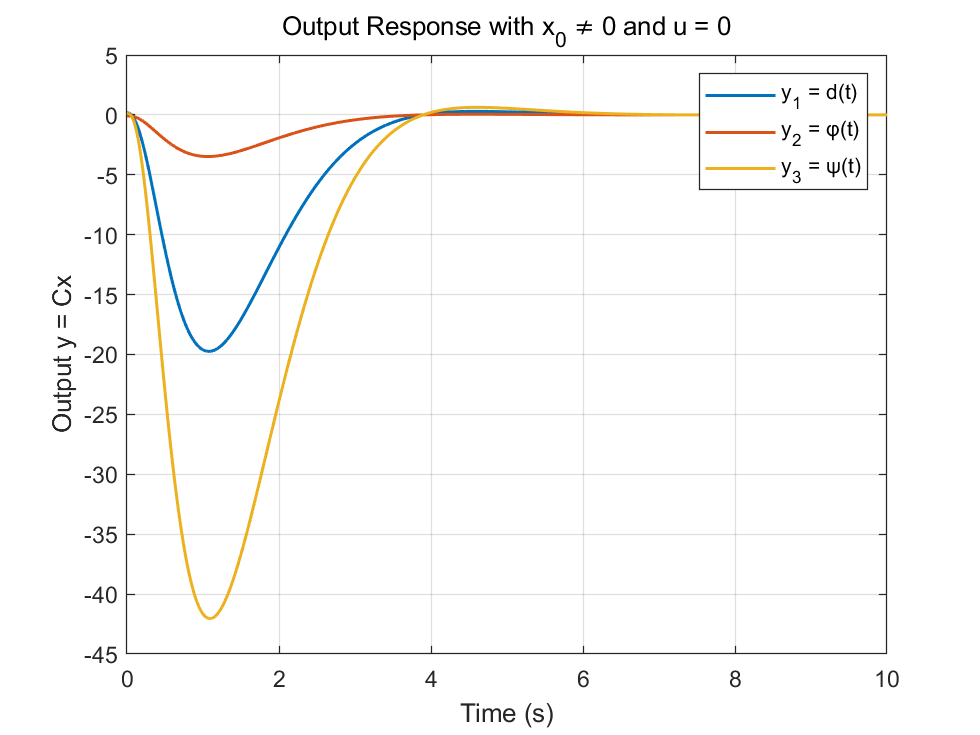 Output Response with x₀ ≠ 0 and u = 0
y₁ = d(t)
y₂ = φ(t)
y₃ = ψ(t)
Output y = Cx
5
0
-5
-10
-15
-20
-25
-30
-35
-40
-45
0 2 4 6 8 10
Time (s)